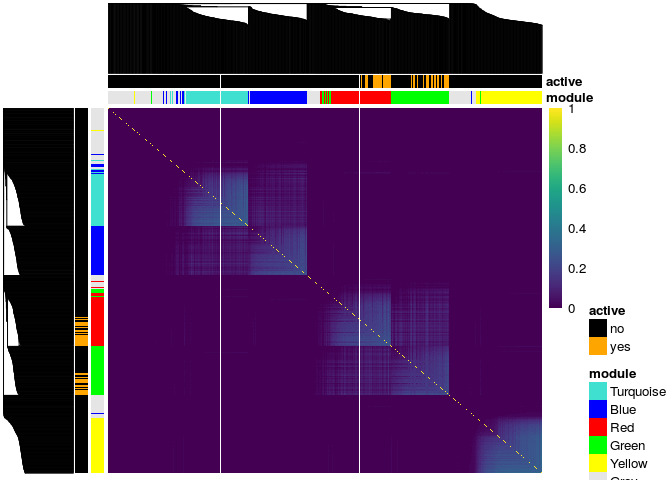 active
module
1
0.8
0.6
0.4
0.2
0
active
no
yes
module
Turquoise
Blue
Red
Green
Yellow